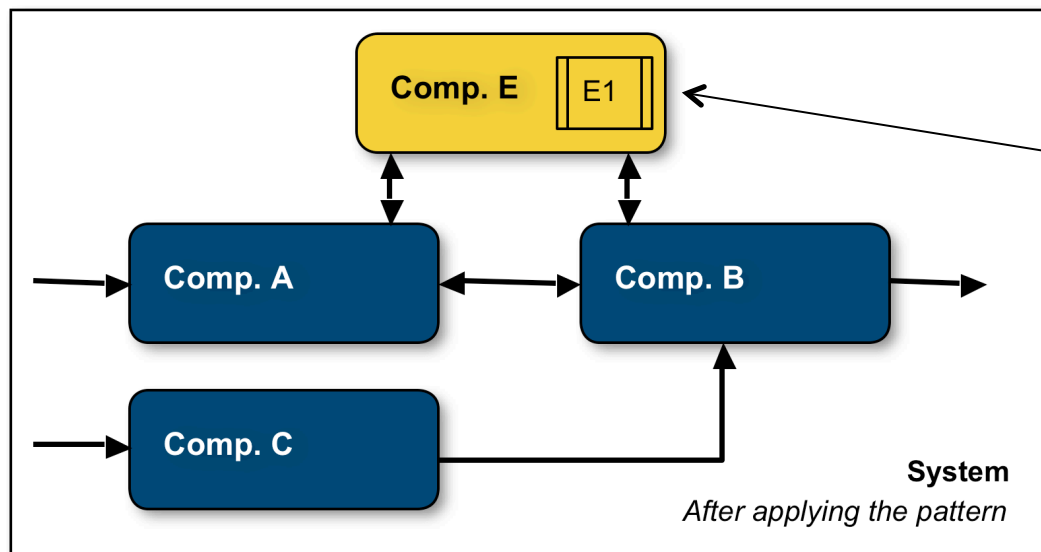 Comp. E
E1
Comp. A
Comp. B
Comp. C
System
After applying the pattern